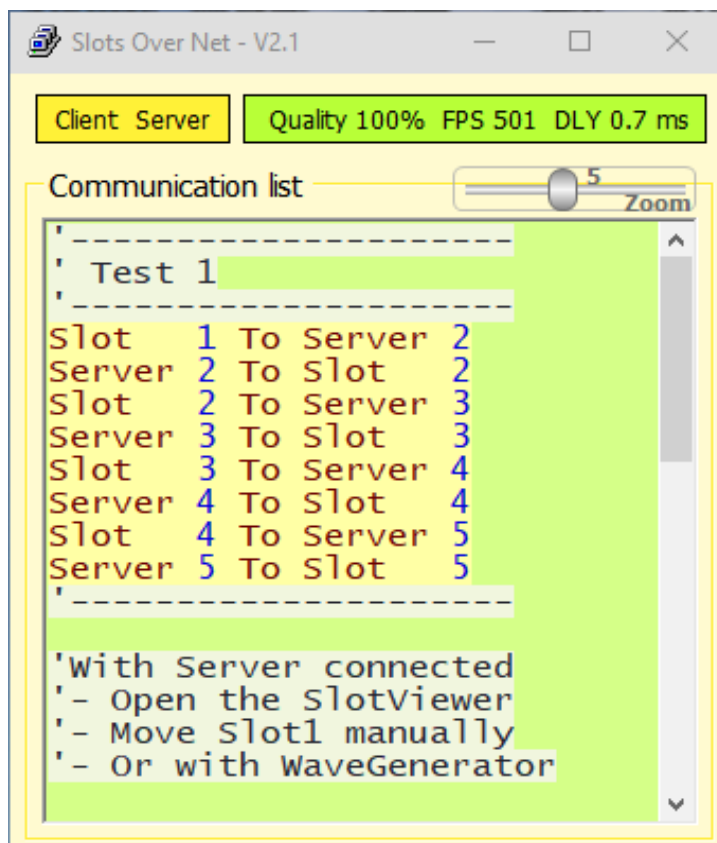 Slots Over Net - V2.1
Client Server
Quality 100% FPS 501 DLY 0.7 ms
Communication list
5
Zoom
'---------------------
' Test 1
'---------------------
Slot   1 To Server 2
Server 2 To Slot   2
Slot   2 To Server 3
Server 3 To Slot   3
Slot   3 To Server 4
Server 4 To Slot   4
Slot   4 To Server 5
Server 5 To Slot   5
'---------------------
'With Server connected
'- Open the SlotViewer
'- Move Slot1 manually
'- Or with WaveGenerator